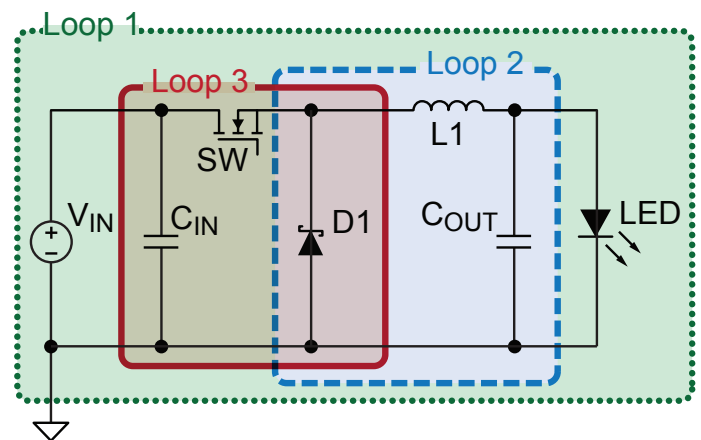 Loop 1
Loop 2
Loop 3
L1
SW
VIN
CIN
D1
COUT
LED
+
−